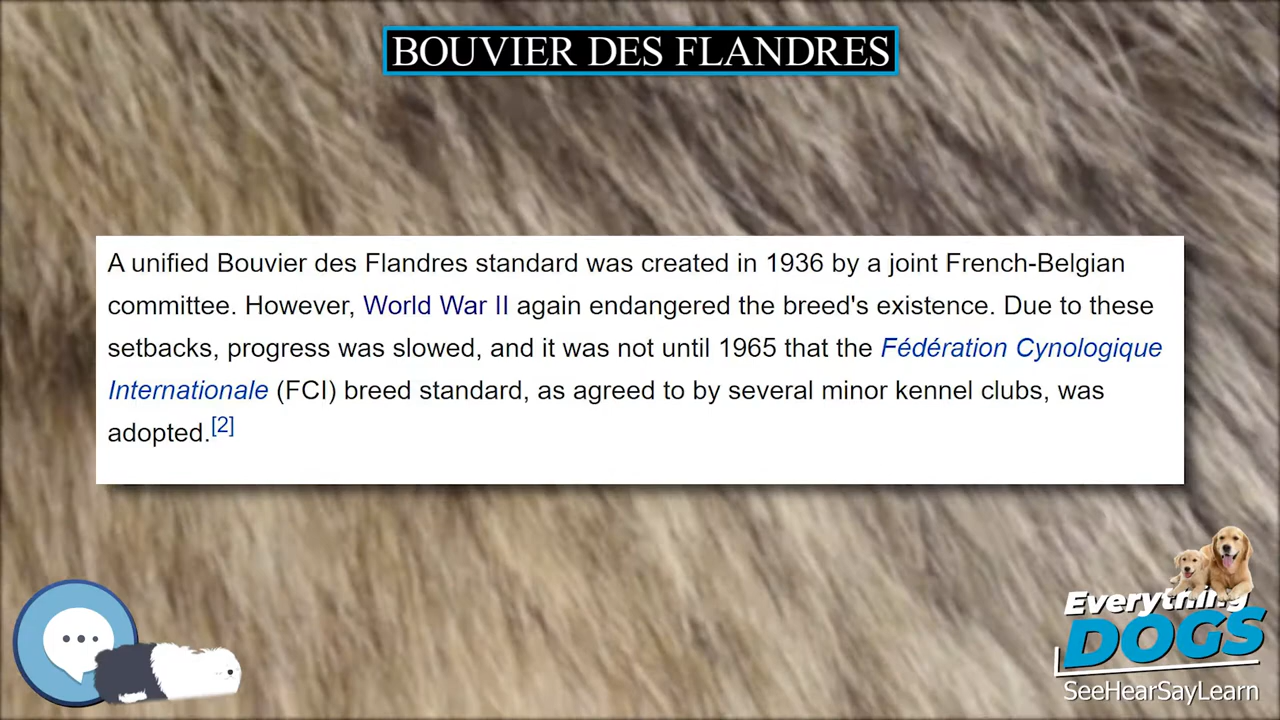 BOUVIER DES FLANDRES
A unified Bouvier des Flandres standard was created in 1936 by a joint French-Belgian
committee. However, World War II again endangered the breed's existence. Due to these
setbacks, progress was slowed, and it was not until 1965 that the Fédération Cynologique
Internationale (FCI) breed standard, as agreed to by several minor kennel clubs, was
adopted.[2]
Everything
DOGS
SeeHearSayLearn